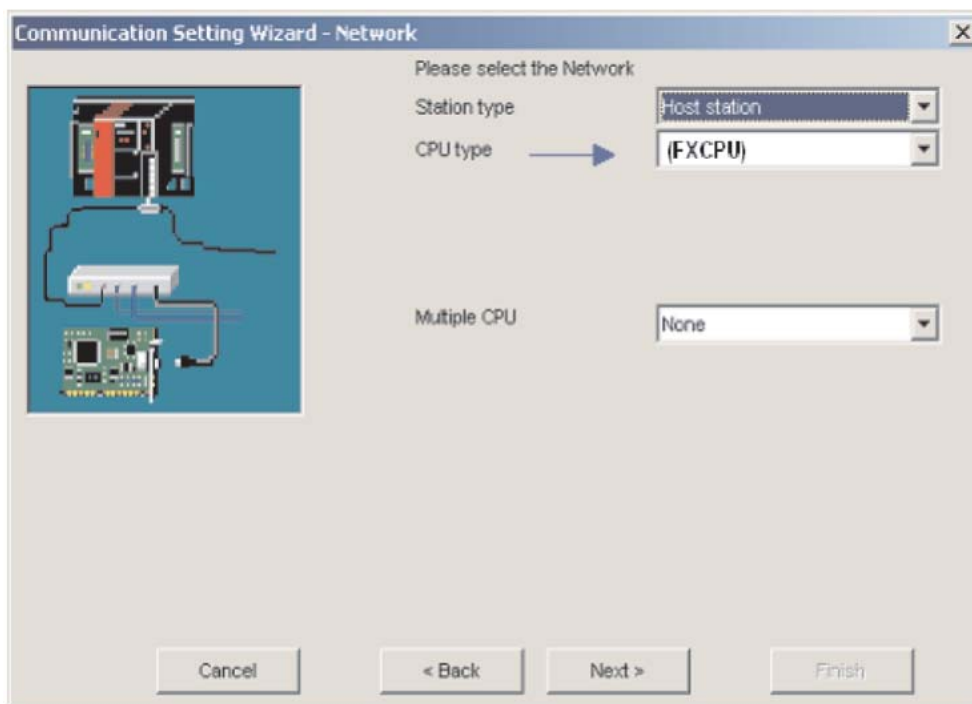 Communication Setting Wizard - Network
Please select the Network
Station type
Host station
CPU type
(FXCPU)
Multiple CPU
None
Cancel
< Back
Next >
Finish